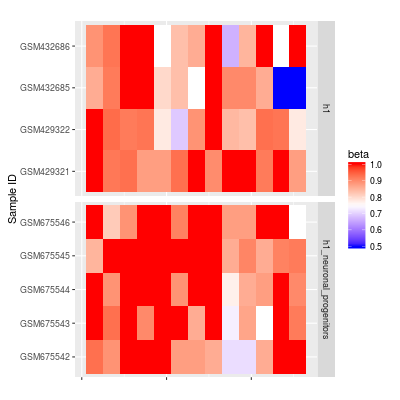 GSM432686
GSM432685
GSM429322
GSM429321
h1
GSM675546
GSM675545
GSM675544
GSM675543
GSM675542
h1_neuronal_progenitors
Sample ID
beta
1.0
0.9
0.8
0.7
0.6
0.5